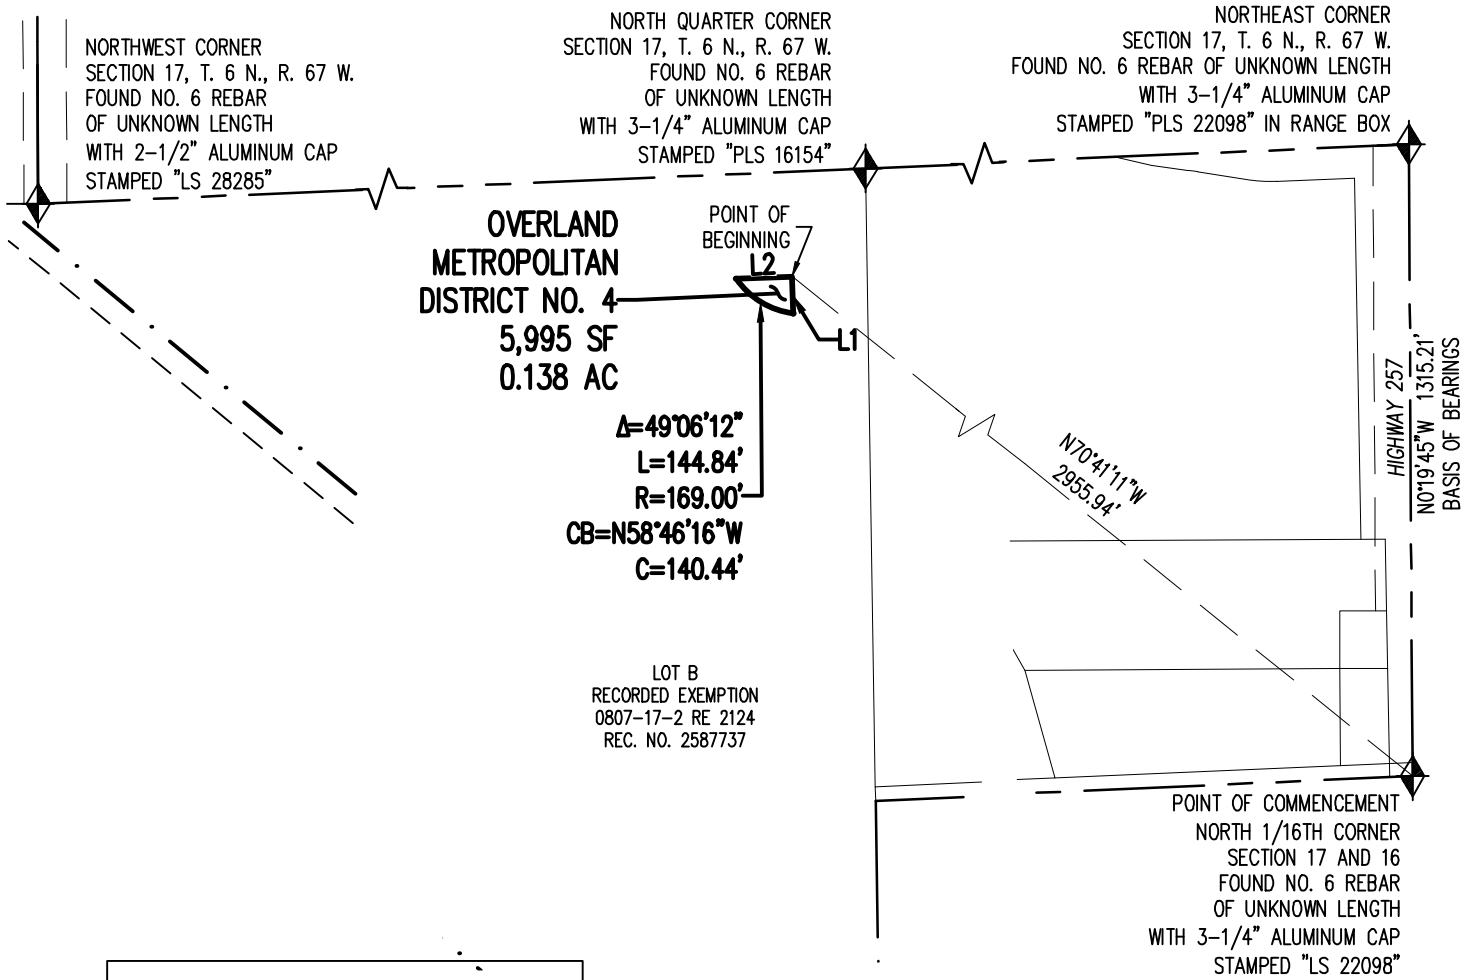 NORTHWEST CORNER
SECTION 17, T. 6 N., R. 67 W.
FOUND NO. 6 REBAR
OF UNKNOWN LENGTH
WITH 2-1/2" ALUMINUM CAP
STAMPED "LS 28285"
NORTH QUARTER CORNER
SECTION 17, T. 6 N., R. 67 W.
FOUND NO. 6 REBAR
OF UNKNOWN LENGTH
WITH 3-1/4" ALUMINUM CAP
STAMPED "PLS 16154"
NORTHEAST CORNER
SECTION 17, T. 6 N., R. 67 W.
FOUND NO. 6 REBAR OF UNKNOWN LENGTH
WITH 3-1/4" ALUMINUM CAP
STAMPED "PLS 22098" IN RANGE BOX
OVERLAND
METROPOLITAN
DISTRICT NO. 4
5,995 SF
0.138 AC
POINT OF
BEGINNING
L2
L1
Δ=49°06'12"
L=144.84'
R=169.00'
CB=N58°46'16"W
C=140.44'
N70°41'11"W
2955.94'
HIGHWAY 257
N0°19'45"W 1315.21'
BASIS OF BEARINGS
LOT B
RECORDED EXEMPTION
0807-17-2 RE 2124
REC. NO. 2587737
POINT OF COMMENCEMENT
NORTH 1/16TH CORNER
SECTION 17 AND 16
FOUND NO. 6 REBAR
OF UNKNOWN LENGTH
WITH 3-1/4" ALUMINUM CAP
STAMPED "LS 22098"